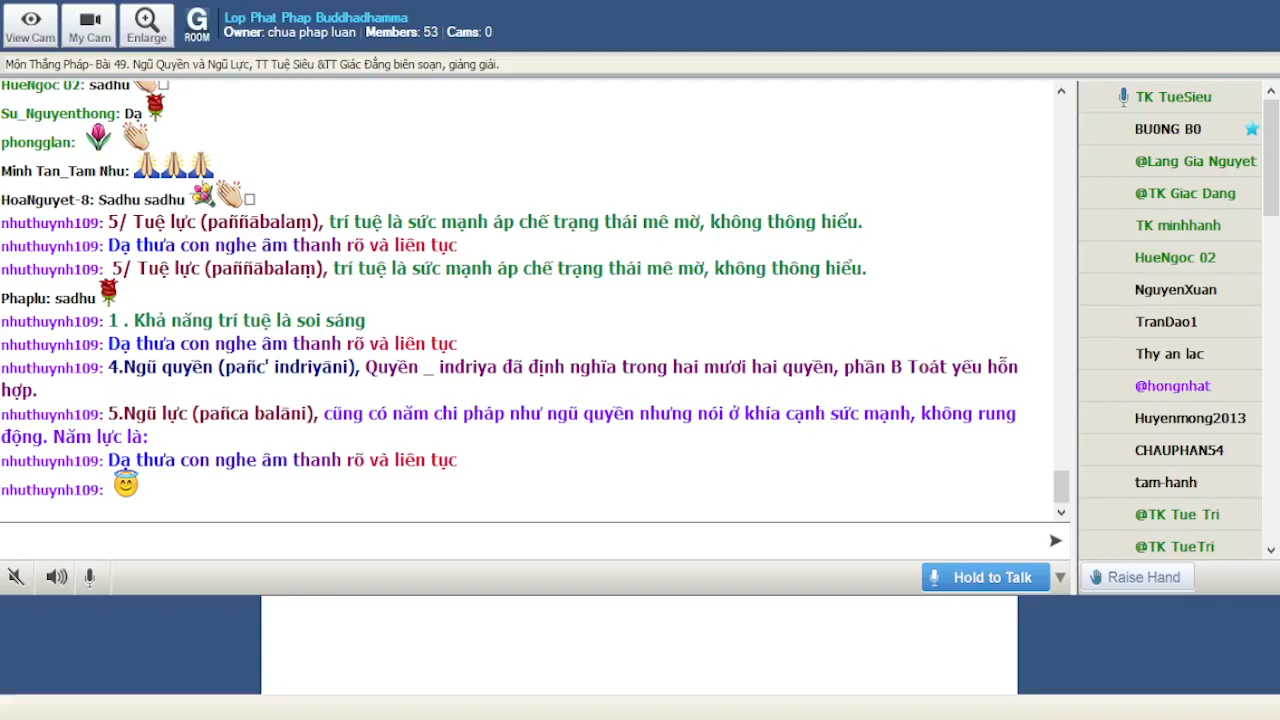 View Cam
My Cam
Enlarge
G
ROOM
Lop Phat Phap Buddhadhamma
Owner: chua phap luan | Members: 53 | Cams: 0
Môn Thắng Pháp- Bài 49. Ngũ Quyền và Ngũ Lực, TT Tuệ Siêu &TT Giác Đẳng biên soạn, giảng giải.
HueNgoc 02: sadhu
Su_Nguyenthong: Dạ
phongglan:
Minh Tan_Tam Nhu:
HoaNguyet-8: Sadhu sadhu
nhuthuynh109: 5/ Tuệ lực (paññābalaṃ), trí tuệ là sức mạnh áp chế trạng thái mê mờ, không thông hiểu.
nhuthuynh109: Dạ thưa con nghe âm thanh rõ và liên tục
nhuthuynh109: 5/ Tuệ lực (paññābalaṃ), trí tuệ là sức mạnh áp chế trạng thái mê mờ, không thông hiểu.
Phaplu: sadhu
nhuthuynh109: 1 . Khả năng trí tuệ là soi sáng
nhuthuynh109: Dạ thưa con nghe âm thanh rõ và liên tục
nhuthuynh109: 4.Ngũ quyền (pañc' indriyāni), Quyền _ indriya đã định nghĩa trong hai mươi hai quyền, phần B Toát yếu hỗn
hợp.
nhuthuynh109: 5.Ngũ lực (pañca balāni), cũng có năm chi pháp như ngũ quyền nhưng nói ở khía cạnh sức mạnh, không rung
động. Năm lực là:
nhuthuynh109: Dạ thưa con nghe âm thanh rõ và liên tục
nhuthuynh109:
TK TueSieu
BU0NG B0
@Lang Gia Nguyet
@TK Giac Dang
TK minhhanh
HueNgoc 02
NguyenXuan
TranDao1
Thy an lac
@hongnhat
Huyenmong2013
CHAUPHAN54
tam-hanh
@TK Tue Tri
@TK TueTri
Hold to Talk
Raise Hand